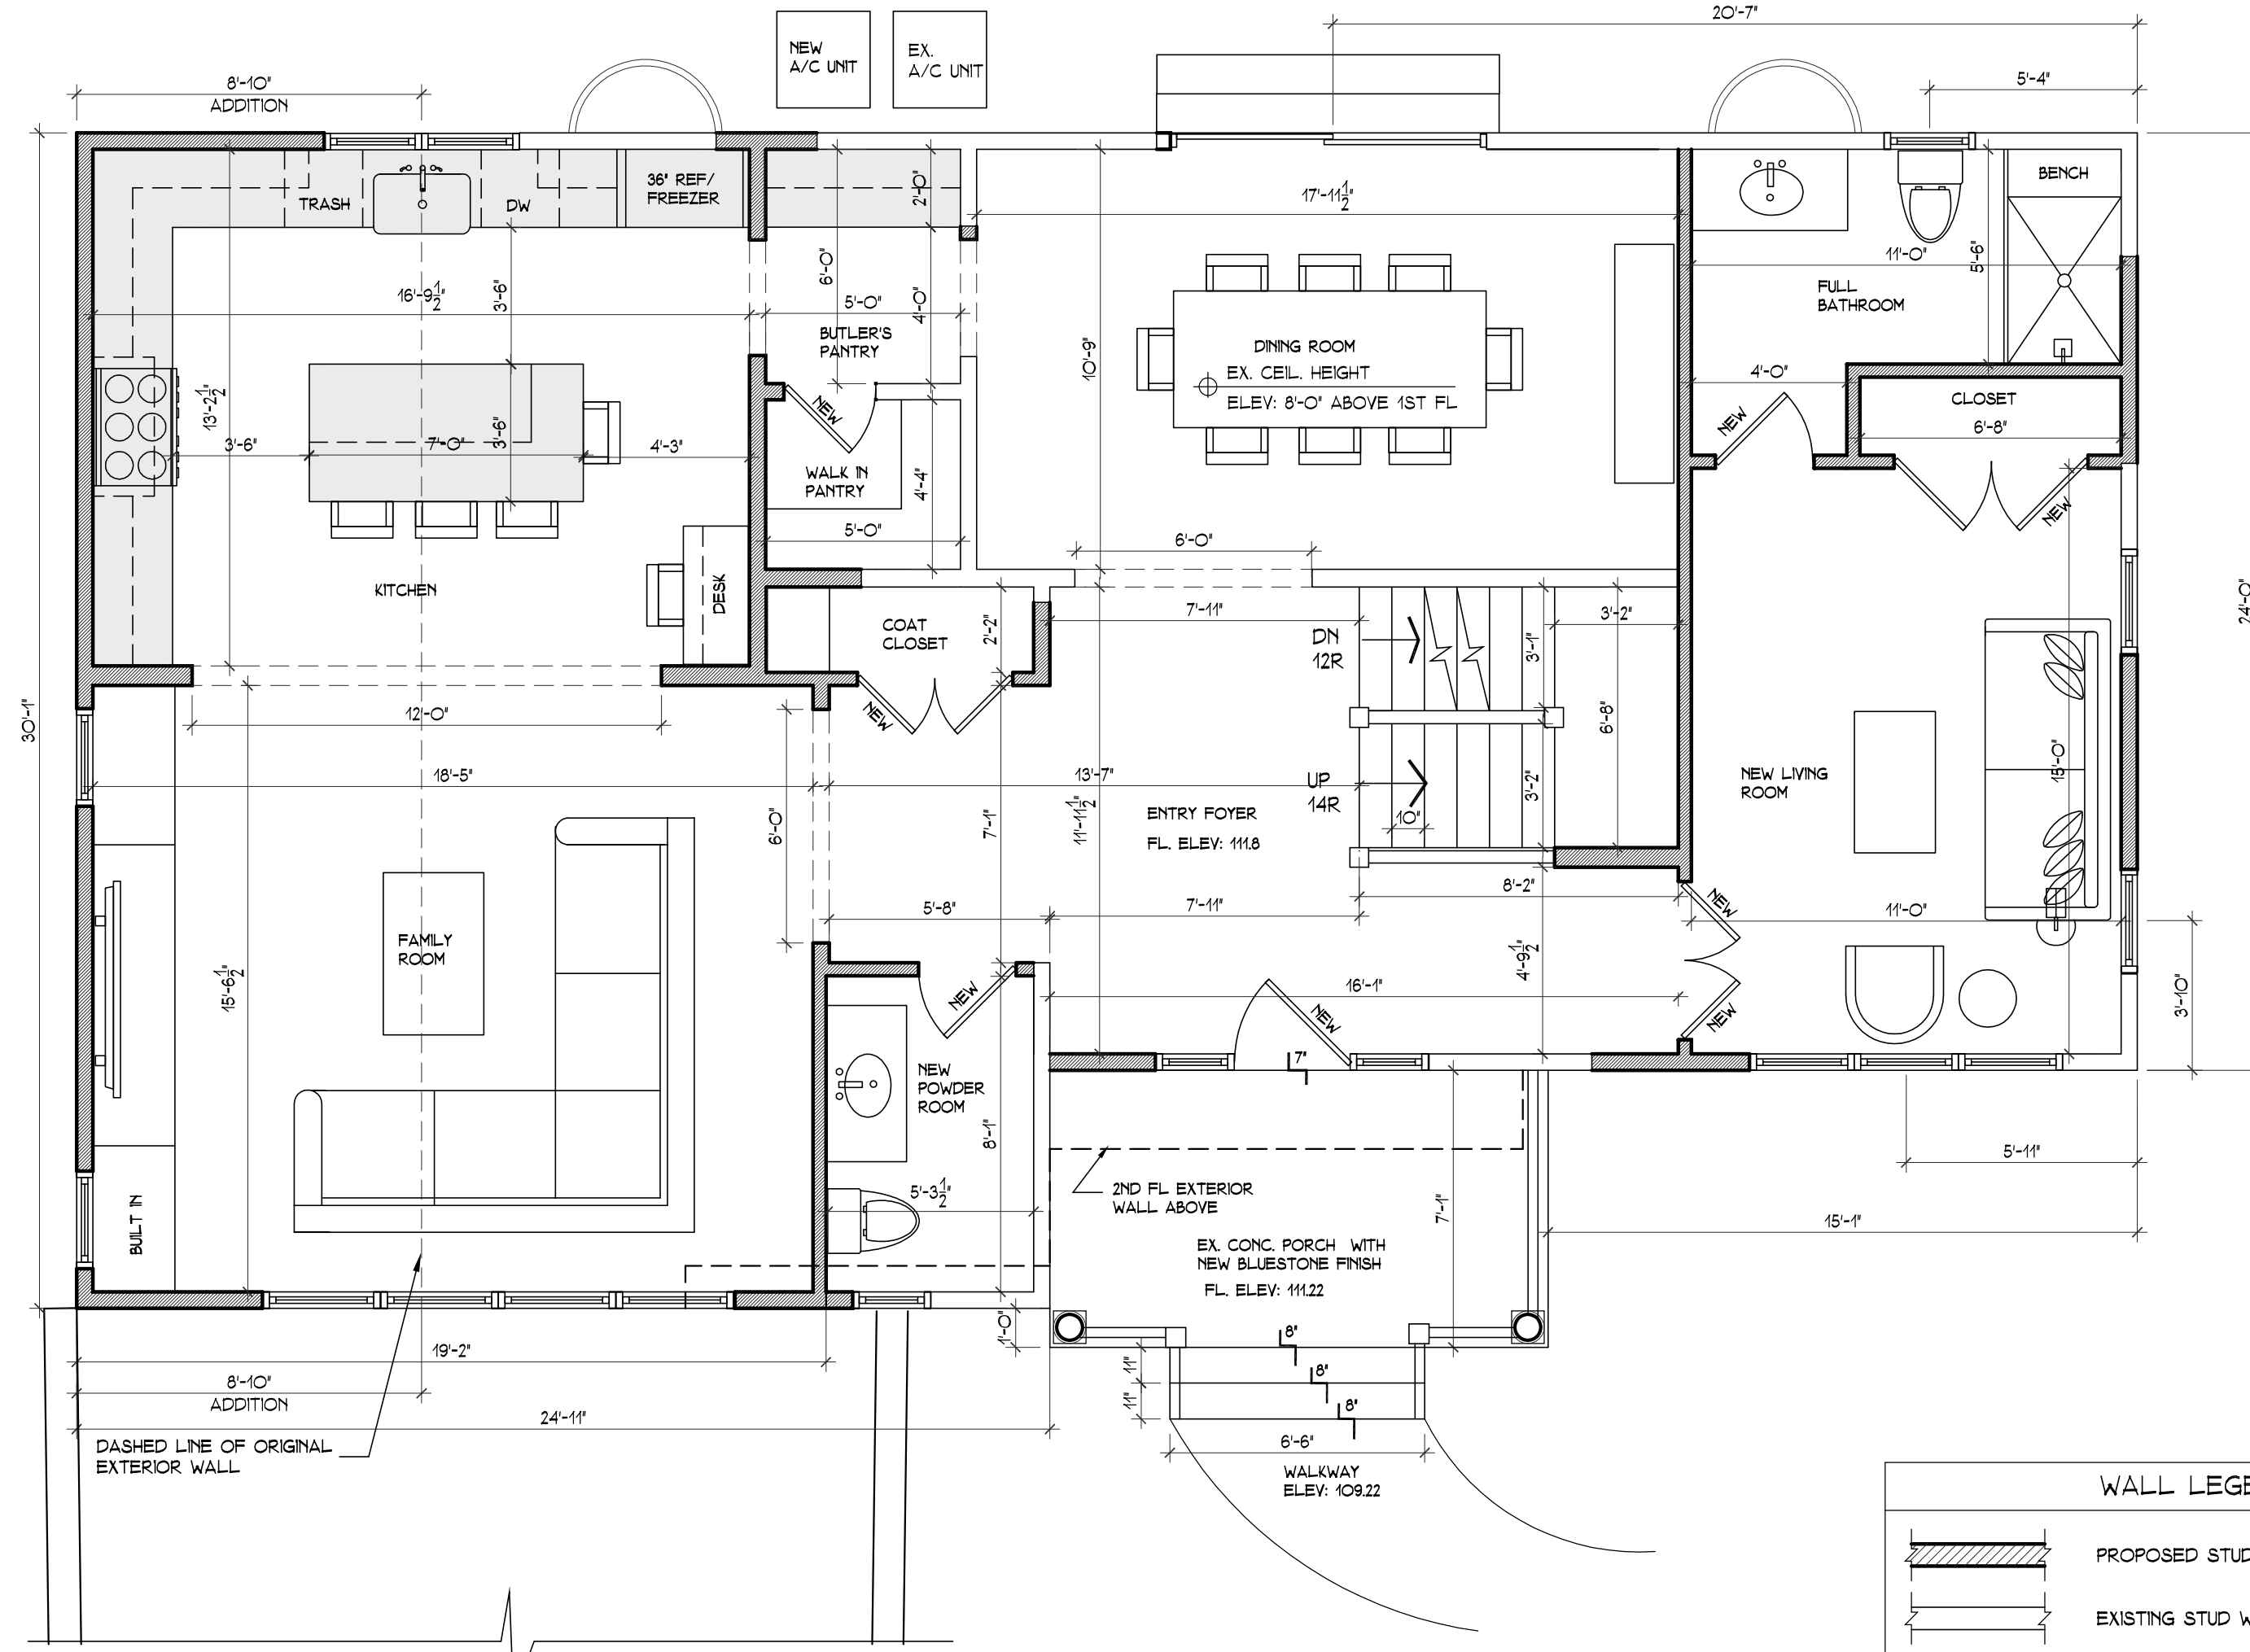 20'-7"
NEW
A/C UNIT
EX.
A/C UNIT
8'-10"
ADDITION
5'-4"
TRASH
DW
36" REF/
FREEZER
2'-0"
17'-11 1/2"
BENCH
11'-0"
5'-6"
FULL
BATHROOM
16'-9 1/2"
3'-6"
6'-0"
5'-0"
4'-0"
BUTLER'S
PANTRY
10'-9"
DINING ROOM
EX. CEIL. HEIGHT
ELEV: 8'-0" ABOVE 1ST FL
4'-0"
CLOSET
6'-8"
NEW
NEW
NEW
13'-2 1/2"
3'-6"
7'-0"
3'-6"
4'-3"
WALK IN
PANTRY
4'-4"
5'-0"
6'-0"
KITCHEN
DESK
COAT
CLOSET
2'-2"
7'-11"
DN
12R
3'-1"
3'-2"
24'-0"
30'-1"
12'-0"
NEW
6'-8"
18'-5"
13'-7"
UP
14R
3'-2"
10"
NEW LIVING
ROOM
15'-0"
6'-0"
7'-1"
11'-11 1/2"
ENTRY FOYER
FL. ELEV: 111.8
8'-2"
5'-8"
7'-11"
NEW
11'-0"
FAMILY
ROOM
4'-9 1/2"
15'-6 1/2"
NEW
16'-1"
NEW
NEW
3'-10"
7"
NEW
POWDER
ROOM
8'-1"
5'-11"
5'-3 1/2"
2ND FL EXTERIOR
WALL ABOVE
7'-1"
15'-1"
BUILT IN
EX. CONC. PORCH WITH
NEW BLUESTONE FINISH
FL. ELEV: 111.22
1'-0"
8"
19'-2"
11"
8"
8'-10"
ADDITION
11"
8"
24'-11"
DASHED LINE OF ORIGINAL
EXTERIOR WALL
6'-6"
WALKWAY
ELEV: 109.22
WALL LEGE
PROPOSED STUD
EXISTING STUD W